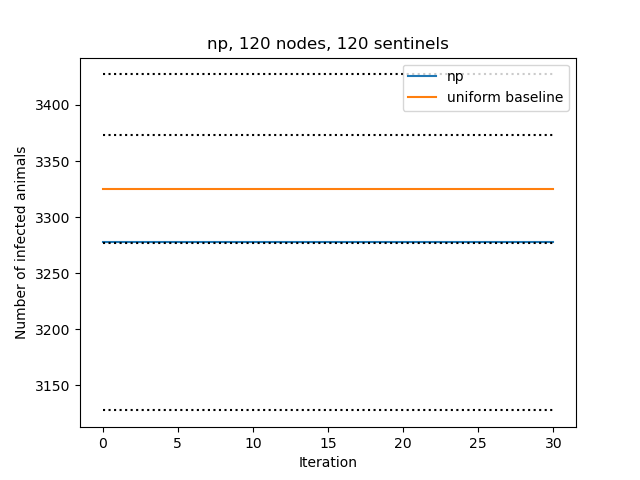 np, 120 nodes, 120 sentinels
np
uniform baseline
3400
3350
3300
3250
3200
3150
Number of infected animals
0 5 10 15 20 25 30
Iteration